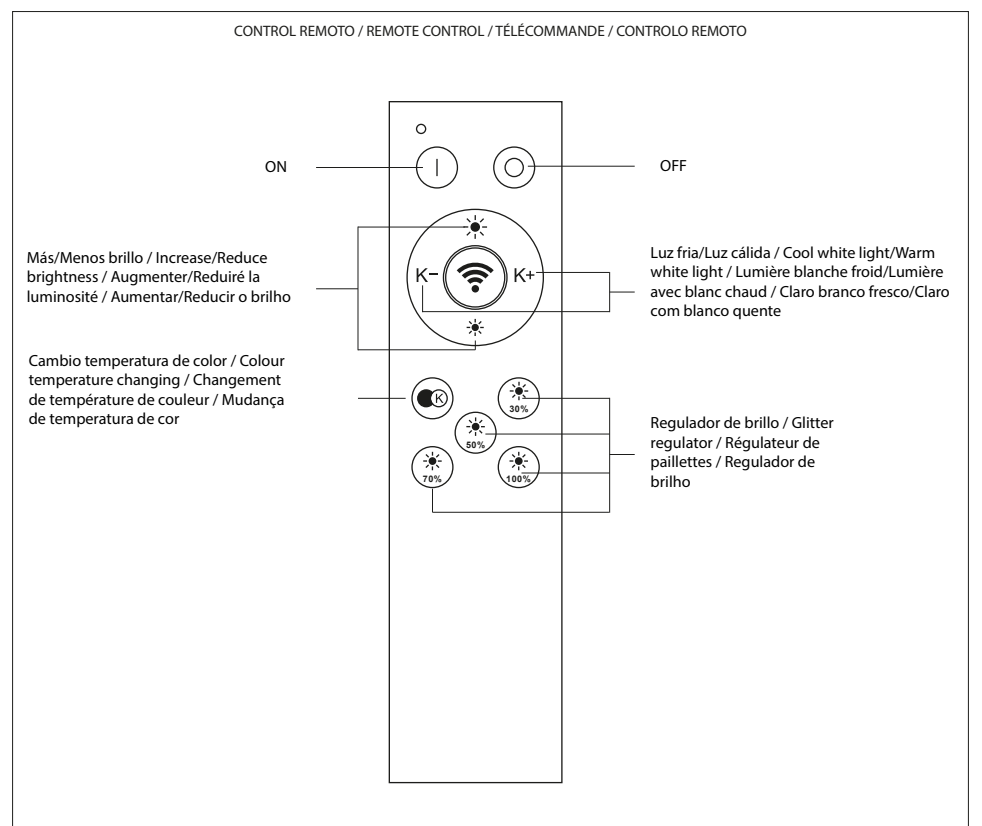 CONTROL REMOTO / REMOTE CONTROL / TÉLÉCOMMANDE / CONTROLO REMOTO
ON
OFF
Más/Menos brillo / Increase/Reduce
brightness / Augmenter/Reduiré la
luminosité / Aumentar/Reducir o brilho
K−
K+
Luz fria/Luz cálida / Cool white light/Warm
white light / Lumière blanche froid/Lumière
avec blanc chaud / Claro branco fresco/Claro
com blanco quente
Cambio temperatura de color / Colour
temperature changing / Changement
de température de couleur / Mudança
de temperatura de cor
K
30%
50%
70%
100%
Regulador de brillo / Glitter
regulator / Régulateur de
paillettes / Regulador de
brilho